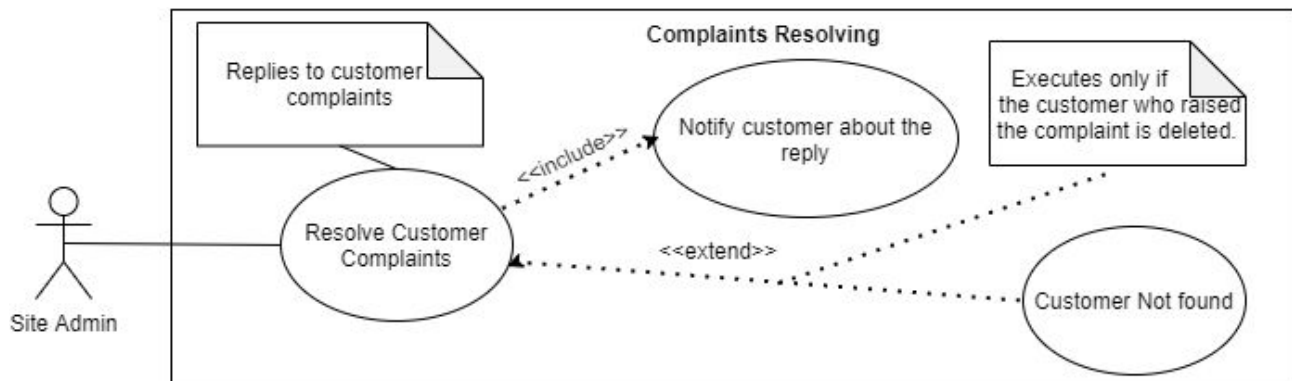 Complaints Resolving
Replies to customer
complaints
Executes only if
the customer who raised
the complaint is deleted.
Notify customer about the
reply
<<include>>
Resolve Customer
Complaints
<<extend>>
Customer Not found
Site Admin